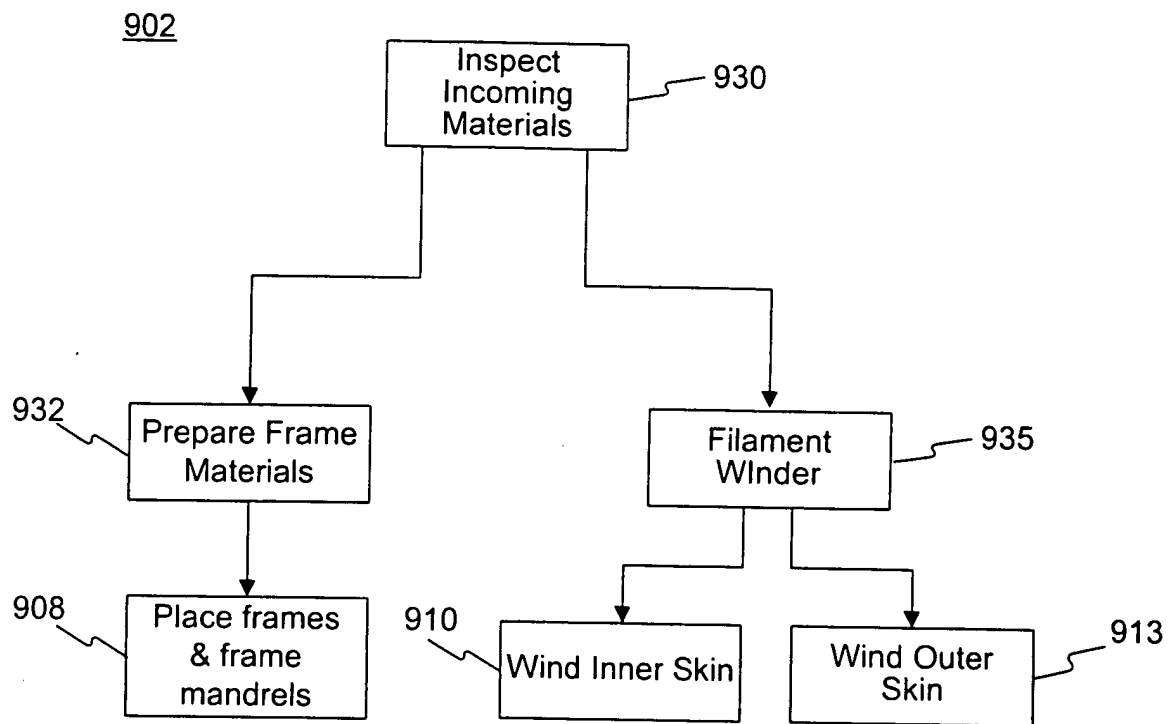 902
Inspect
Incoming
Materials
930
932
Prepare Frame
Materials
Filament
WInder
935
908
Place frames
& frame
mandrels
910
Wind Inner Skin
Wind Outer
Skin
913